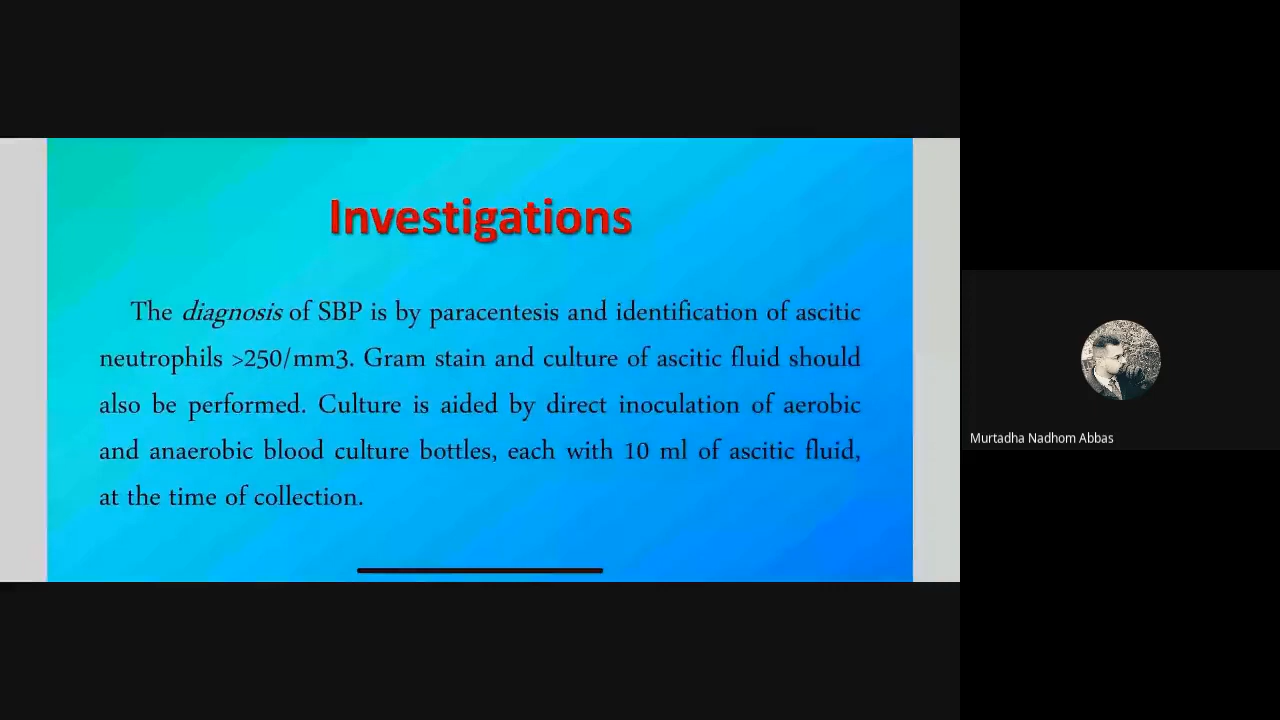 Investigations
The diagnosis of SBP is by paracentesis and identification of ascitic
neutrophils >250/mm3. Gram stain and culture of ascitic fluid should
also be performed. Culture is aided by direct inoculation of aerobic
and anaerobic blood culture bottles, each with 10 ml of ascitic fluid,
at the time of collection.
Murtadha Nadhom Abbas